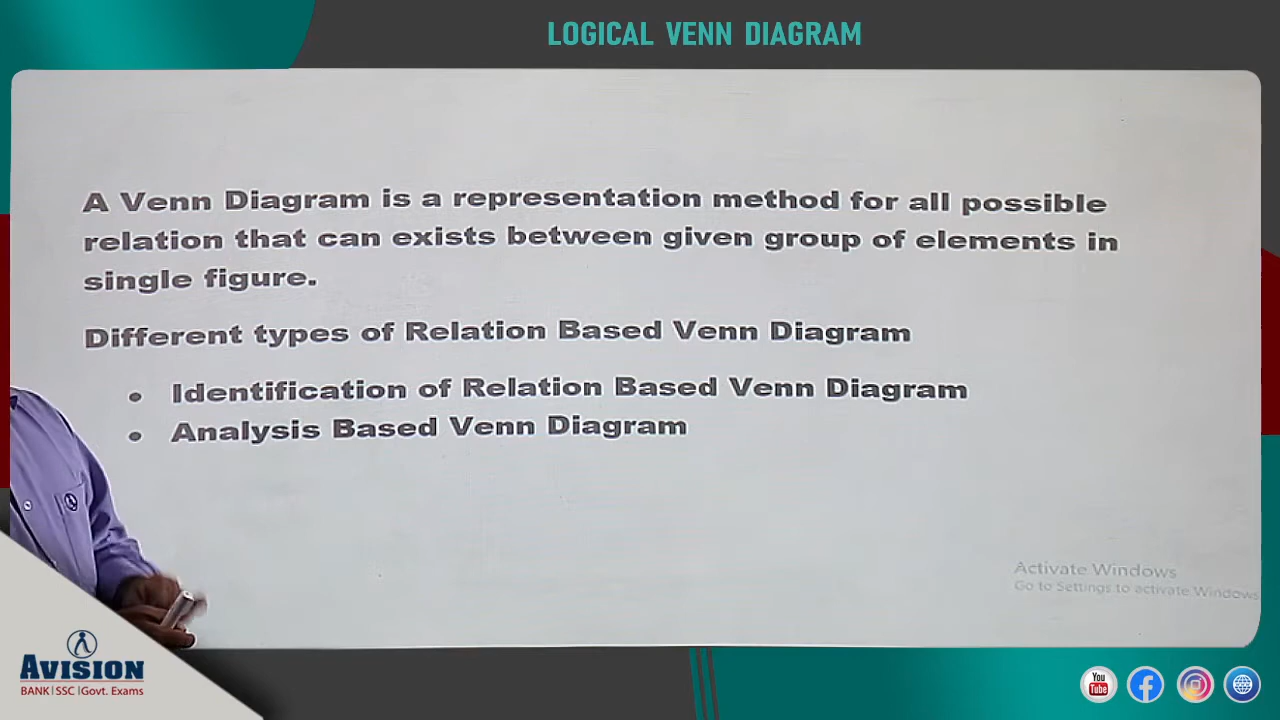 LOGICAL VENN DIAGRAM
A Venn Diagram is a representation method for all possible
relation that can exists between given group of elements in
single figure.
Different types of Relation Based Venn Diagram
• Identification of Relation Based Venn Diagram
• Analysis Based Venn Diagram
Activate Windows
Go to Settings to activate Windows
AVISION
BANK|SSC|Govt. Exams
You
Tube